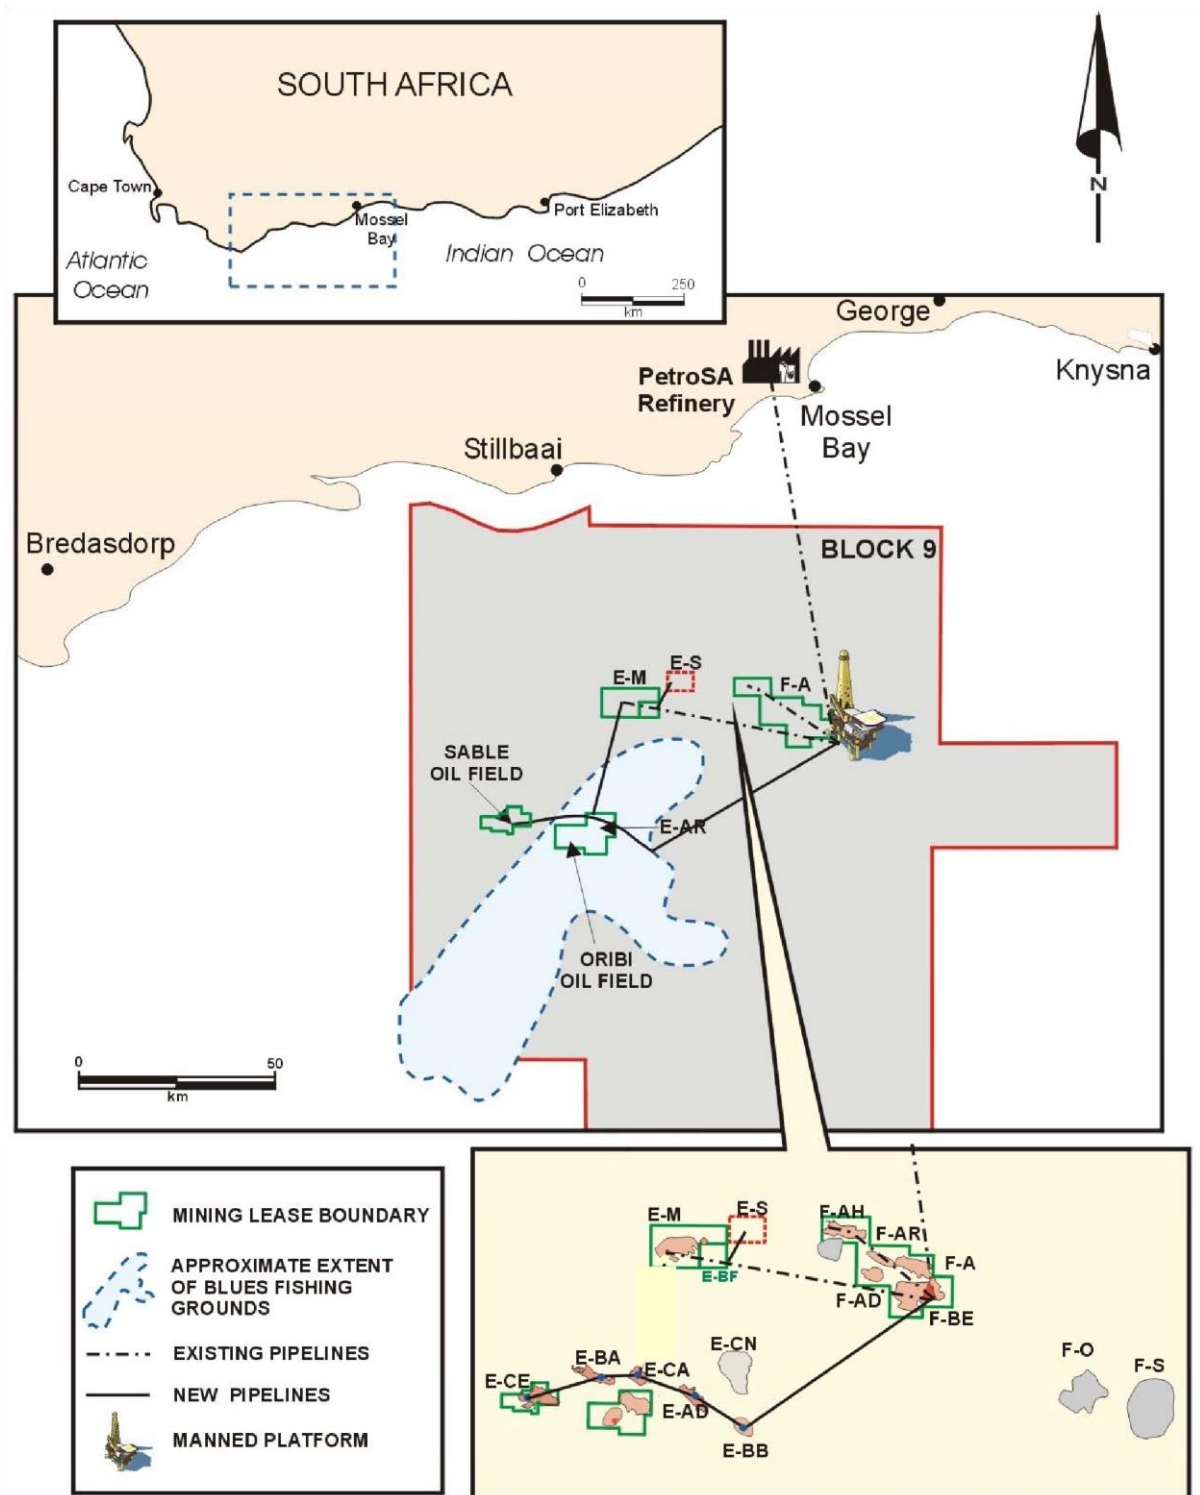 SOUTH AFRICA
Cape Town
Mossel
Bay
Port Elizabeth
Atlantic
Ocean
Indian Ocean
0 250
km
N
George
Knysna
PetroSA
Refinery
Mossel
Bay
Stillbaai
Bredasdorp
BLOCK 9
E-S
E-M
F-A
SABLE
OIL FIELD
E-AR
ORIBI
OIL FIELD
0 50
km
MINING LEASE BOUNDARY
APPROXIMATE EXTENT
OF BLUES FISHING
GROUNDS
EXISTING PIPELINES
NEW PIPELINES
MANNED PLATFORM
E-M
E-S
E-BF
F-AH
F-AR
F-A
F-AD
F-BE
E-CN
E-BA
E-CA
E-CE
E-AD
E-BB
F-O
F-S